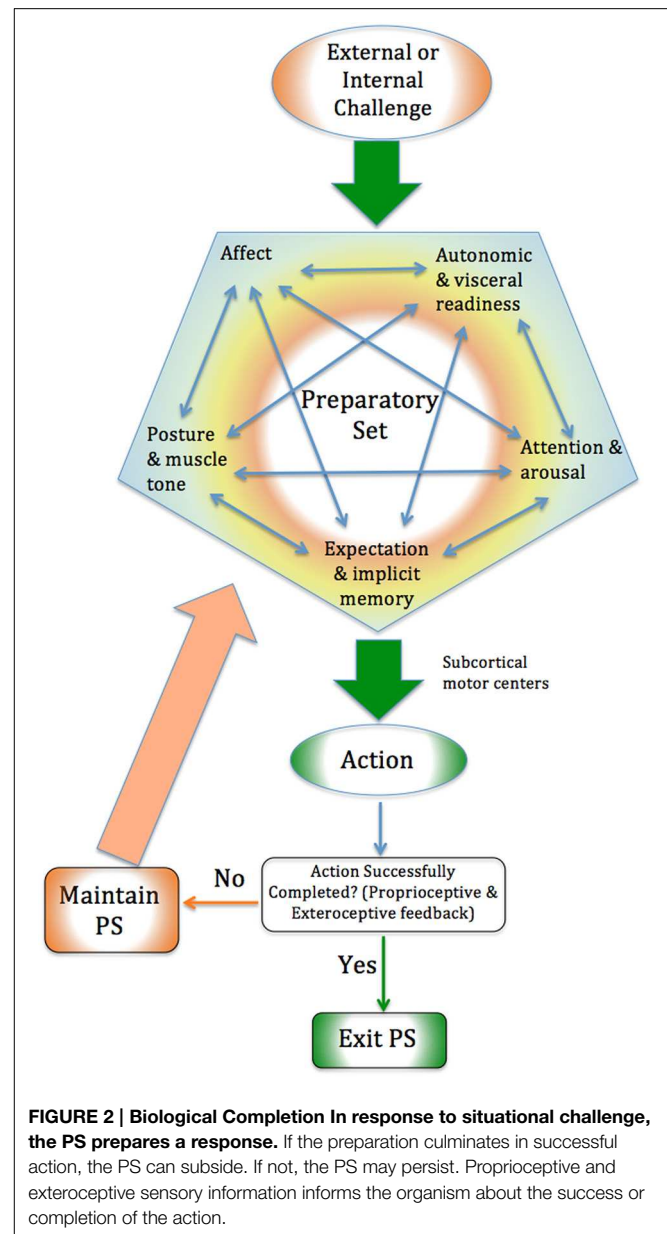 External or
Internal
Challenge
Affect
Autonomic
& visceral
readiness
Preparatory
Set
Posture
& muscle
tone
Attention &
arousal
Expectation
& implicit
memory
Subcortical
motor centers
Action
Action Successfully
Completed? (Proprioceptive &
Exteroceptive feedback)
No
Maintain
PS
Yes
Exit PS
FIGURE 2 | Biological Completion In response to situational challenge,
the PS prepares a response. If the preparation culminates in successful
action, the PS can subside. If not, the PS may persist. Proprioceptive and
exteroceptive sensory information informs the organism about the success or
completion of the action.